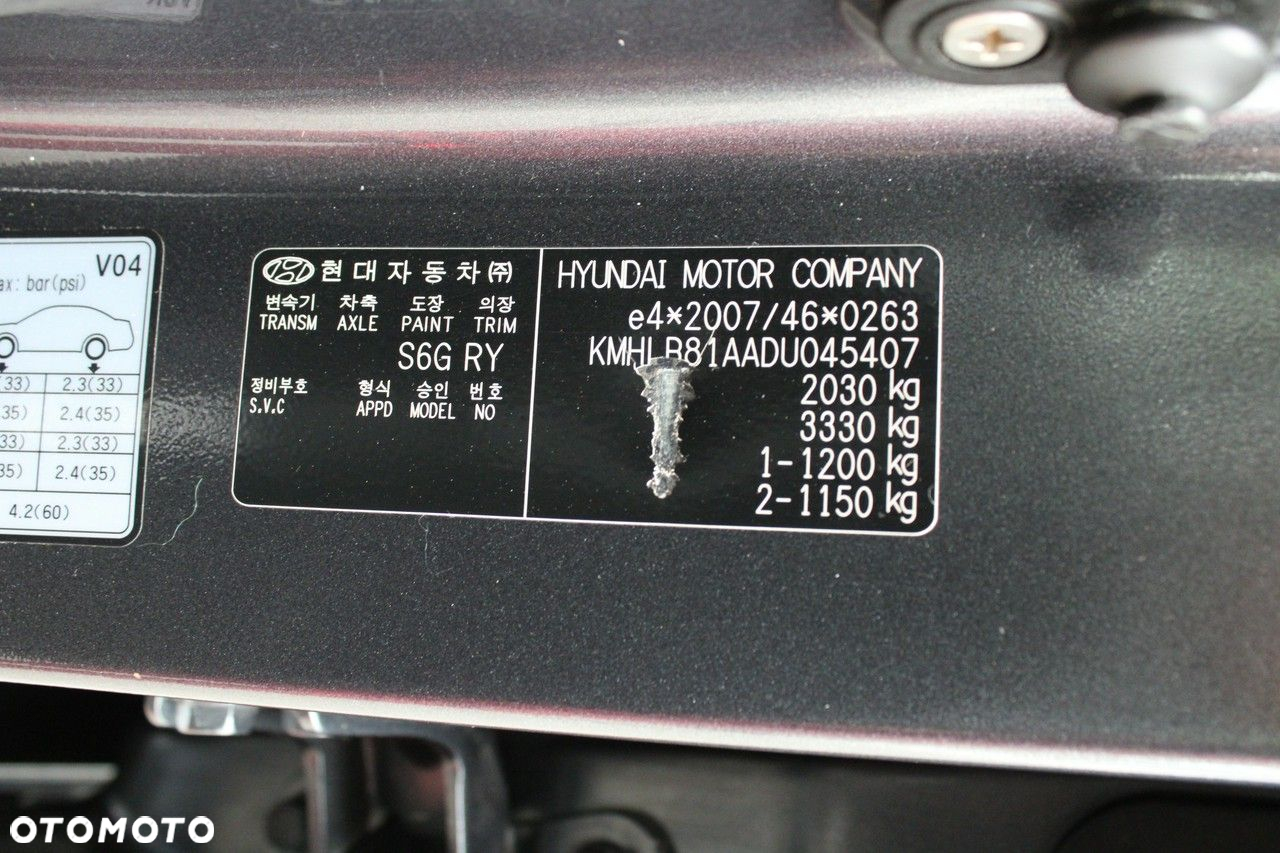 V04
ax: bar(psi)
(33) 2.3(33)
(35) 2.4(35)
(33) 2.3(33)
(35) 2.4(35)
4.2(60)
현대자동차㈜
변속기 차축 도장 의장
TRANSM AXLE PAINT TRIM
S6G RY
정비부호 형식 승인 번호
S.V.C APPD MODEL NO
HYUNDAI MOTOR COMPANY
e4*2007/46*0263
KMHLB81AADU045407
2030 kg
3330 kg
1-1200 kg
2-1150 kg
OTOMOTO